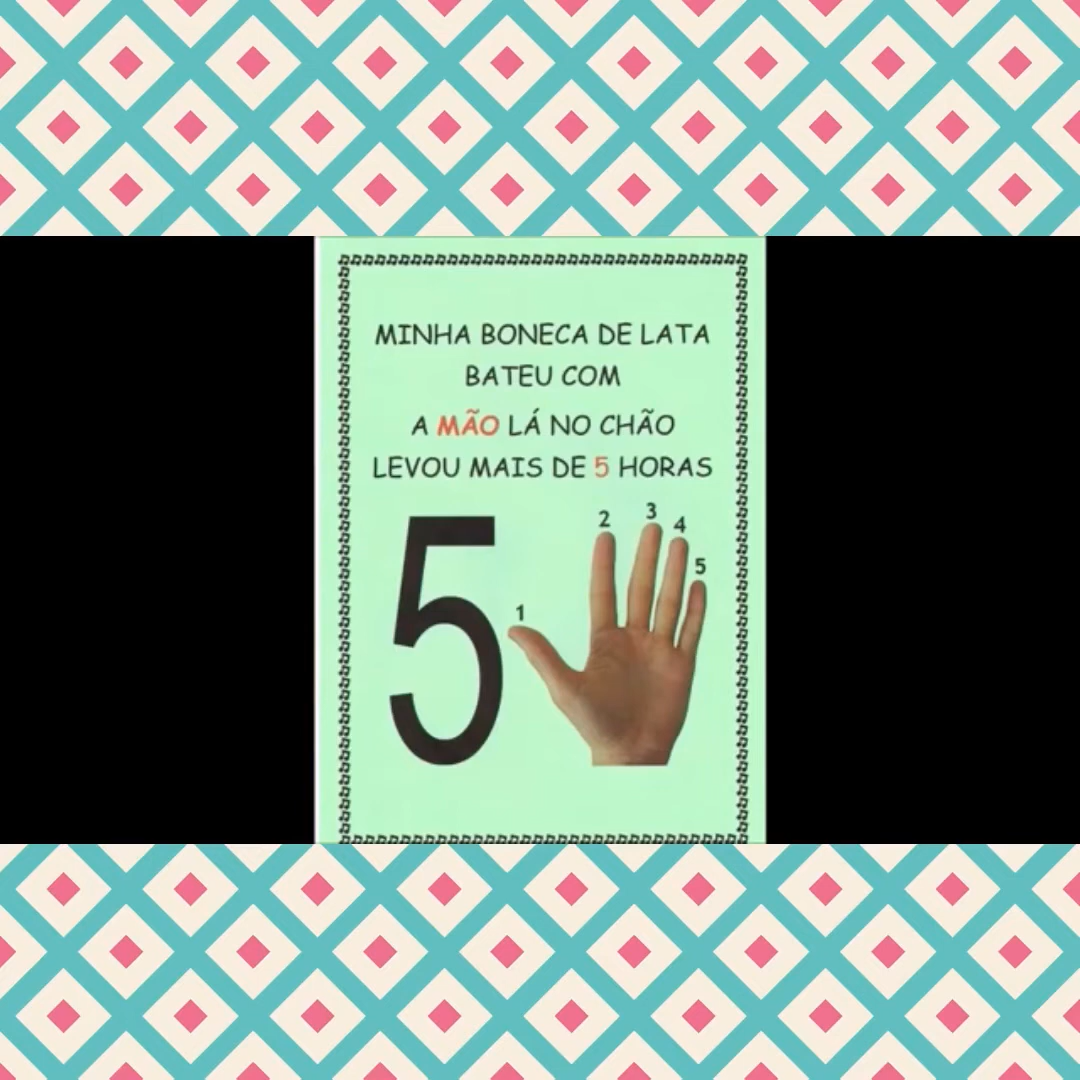 MINHA BONECA DE LATA
BATEU COM
A MÃO LÁ NO CHÃO
LEVOU MAIS DE 5 HORAS
5
1
2
3
4
5